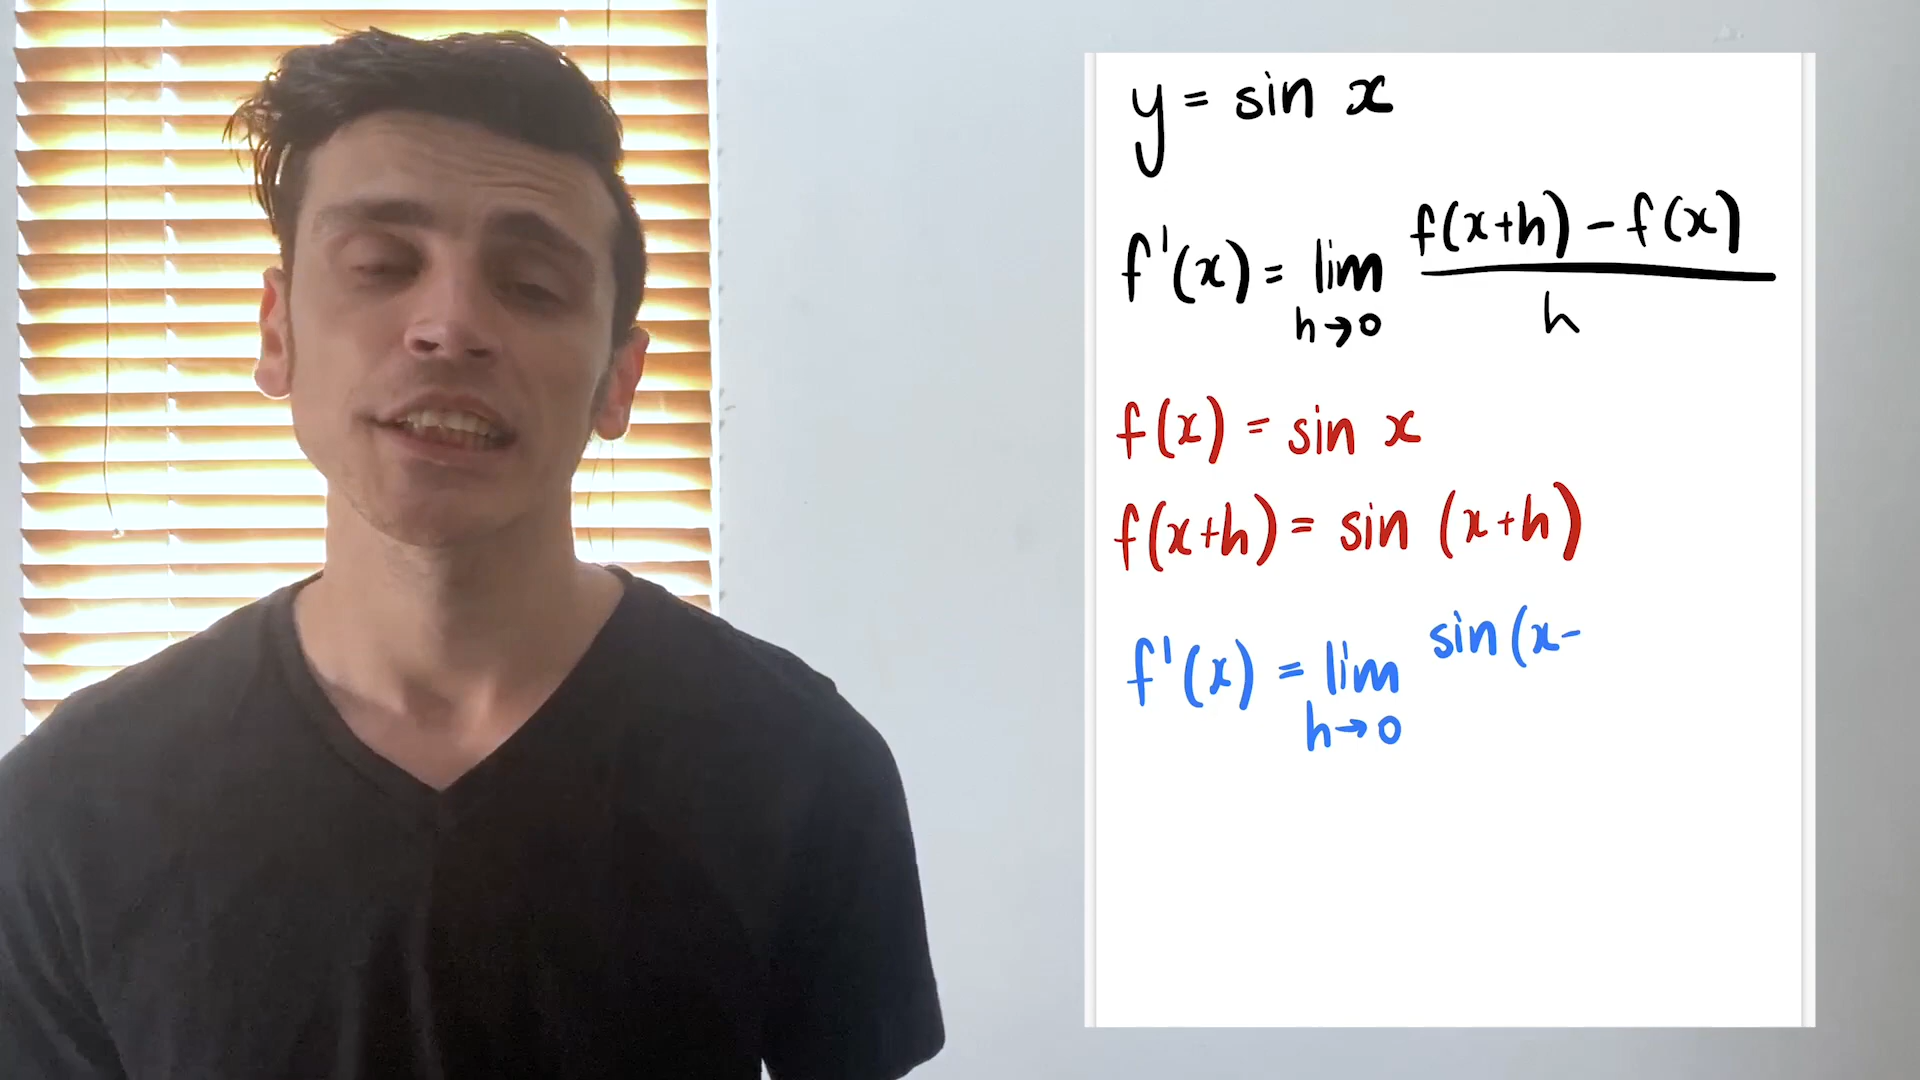 y = sin x
f'(x) = lim h→0 f(x+h) - f(x) / h
f(x) = sin x
f(x+h) = sin (x+h)
f'(x) = lim h→0 sin (x-